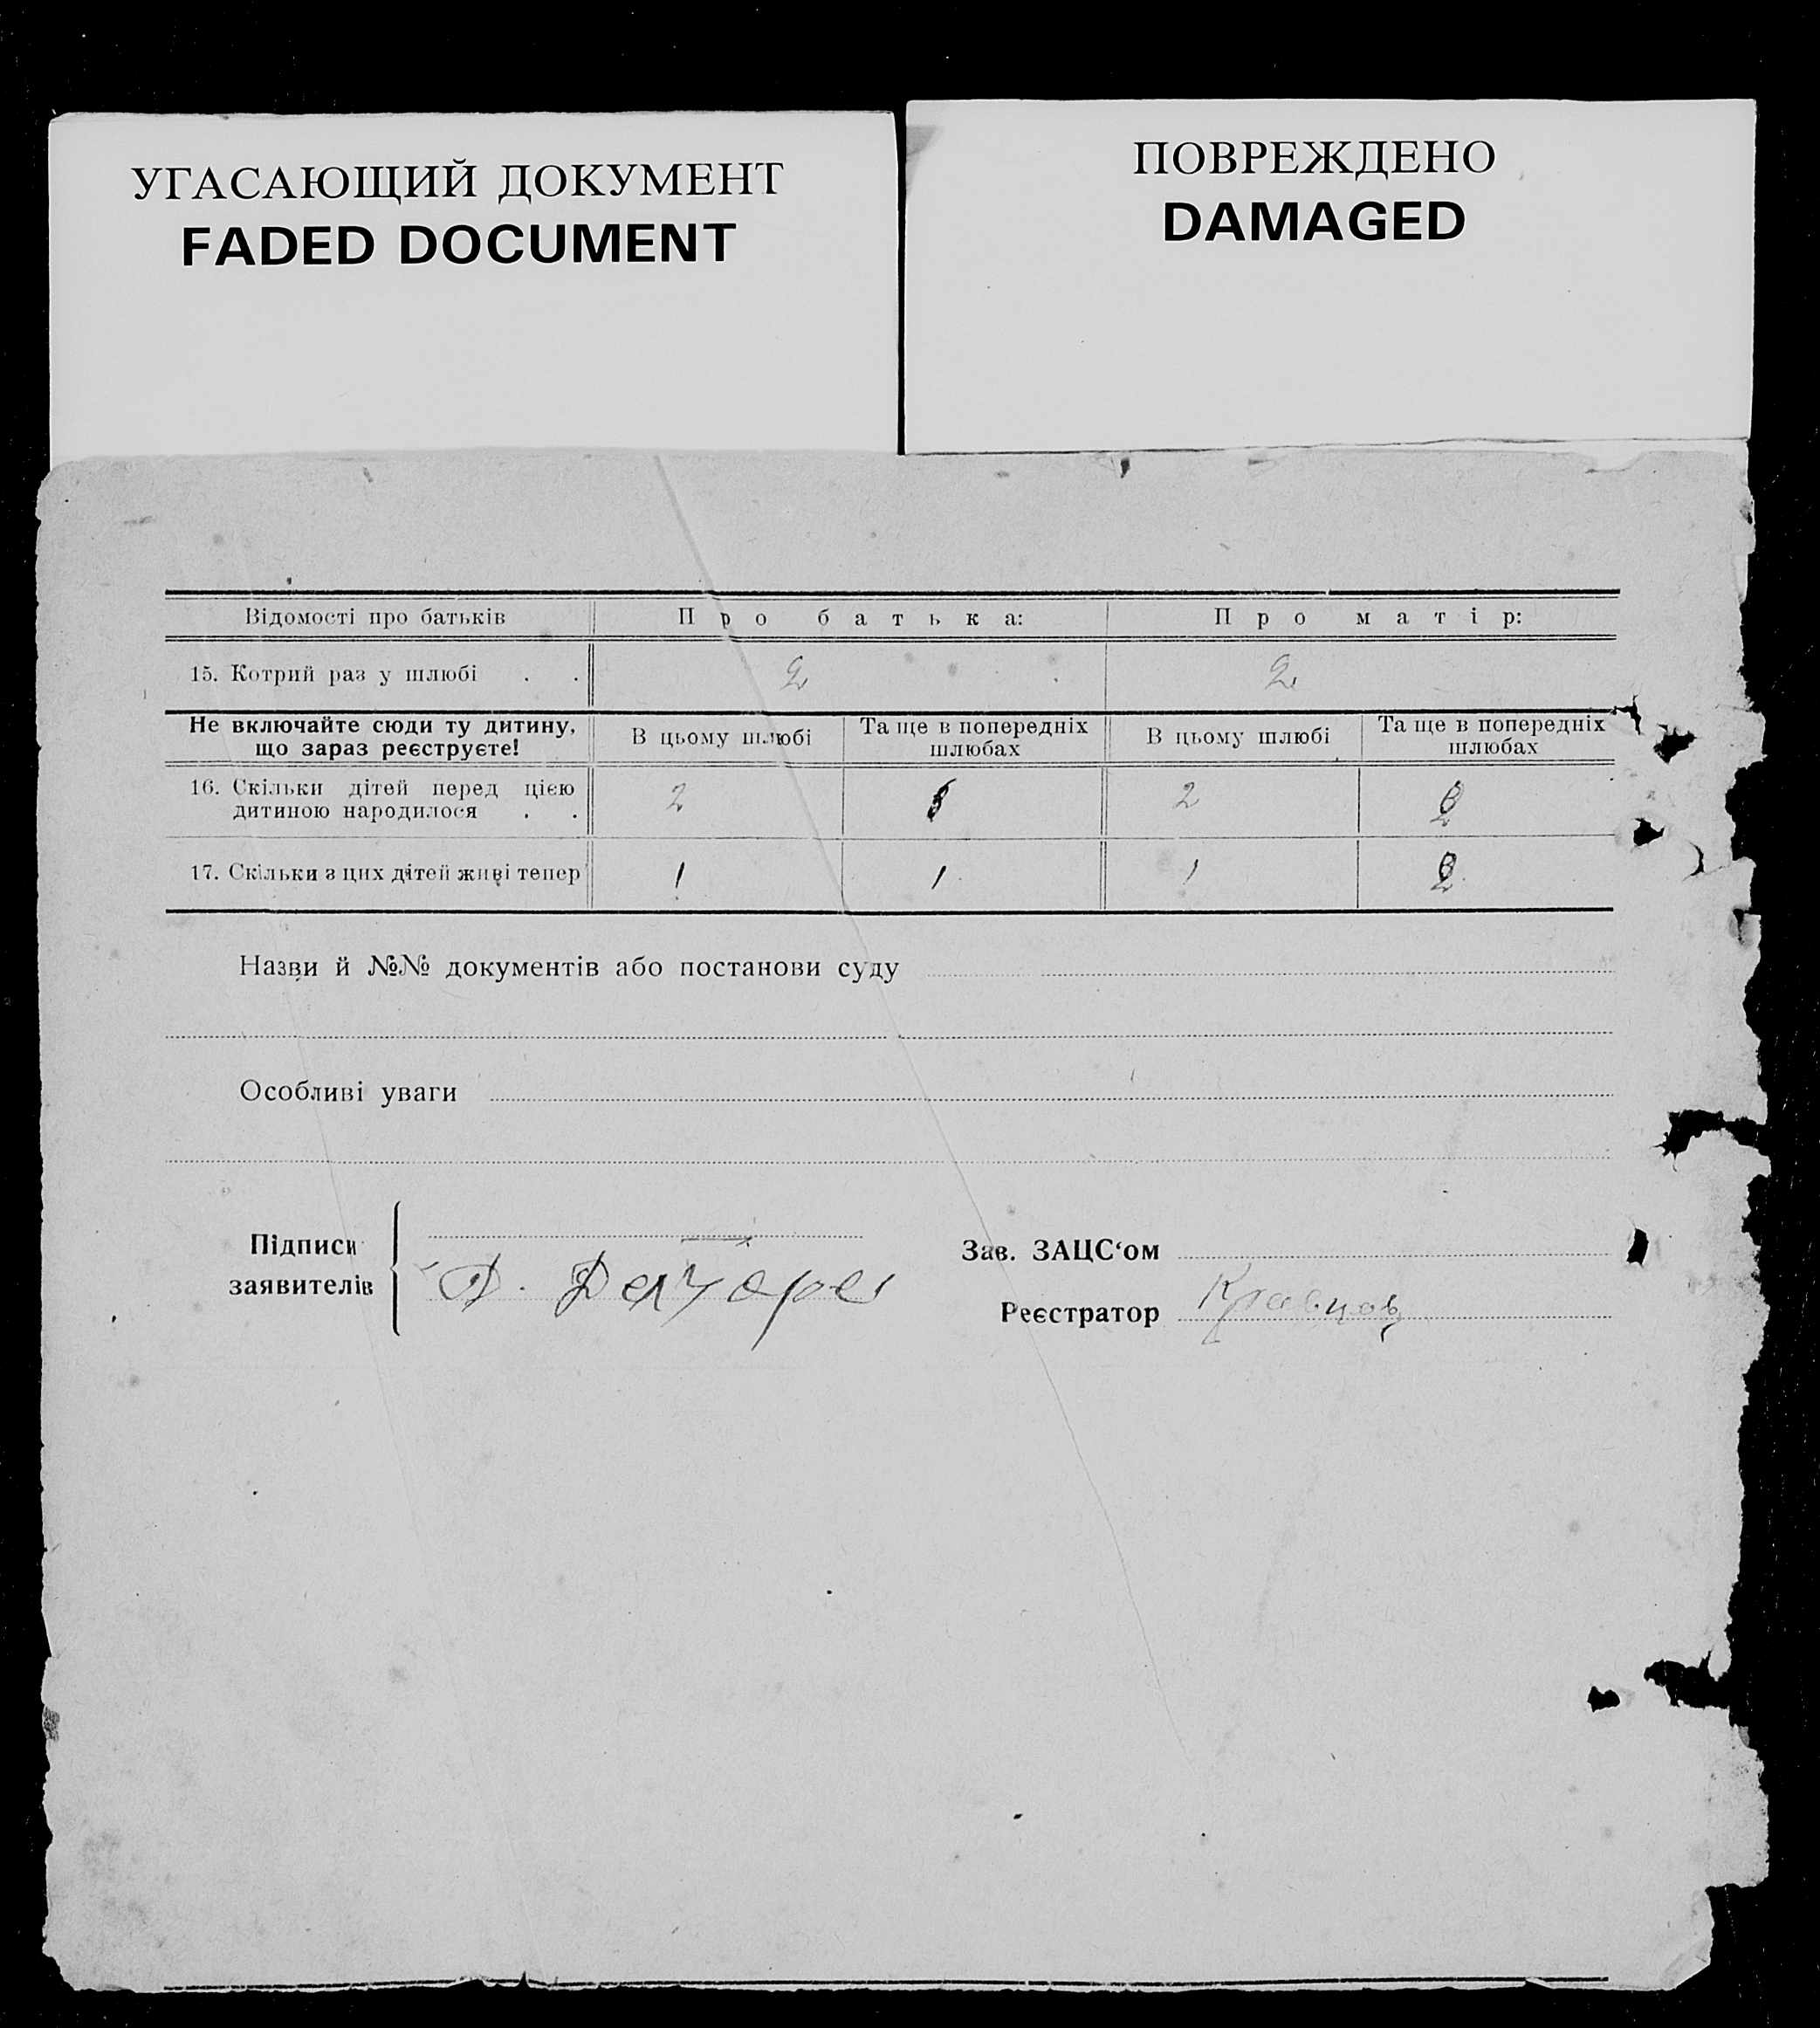 УГАСАЮЩИЙ ДОКУМЕНТ
FADED DOCUMENT
ПОВРЕЖДЕНО
DAMAGED
Відомості про батьків Про батька: Про матір:
15. Котрий раз у шлюбі . . 2 2
Не включайте сюди ту дитину, що зараз реєструєте!
В цьому шлюбі
Та ще в попередніх шлюбах
В цьому шлюбі
Та ще в попередніх шлюбах
16. Скільки дітей перед цією
дитиною народилося . . 2 2
17. Скільки з цих дітей живі тепер 1 1 1
Назви й №№ документів або постанови суду
Особливі уваги
Підписи
заявителів
Д.
Зав. ЗАЦС‘ом
Реєстратор Кравцов